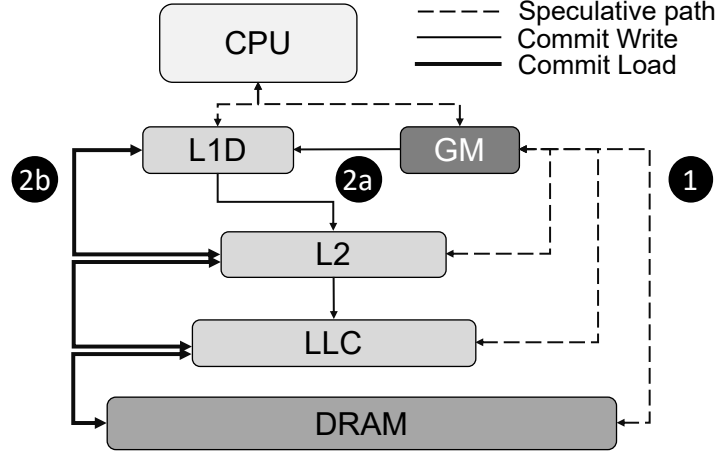 Speculative path
Commit Write
Commit Load
CPU
L1D
GM
2b
2a
1
L2
LLC
DRAM